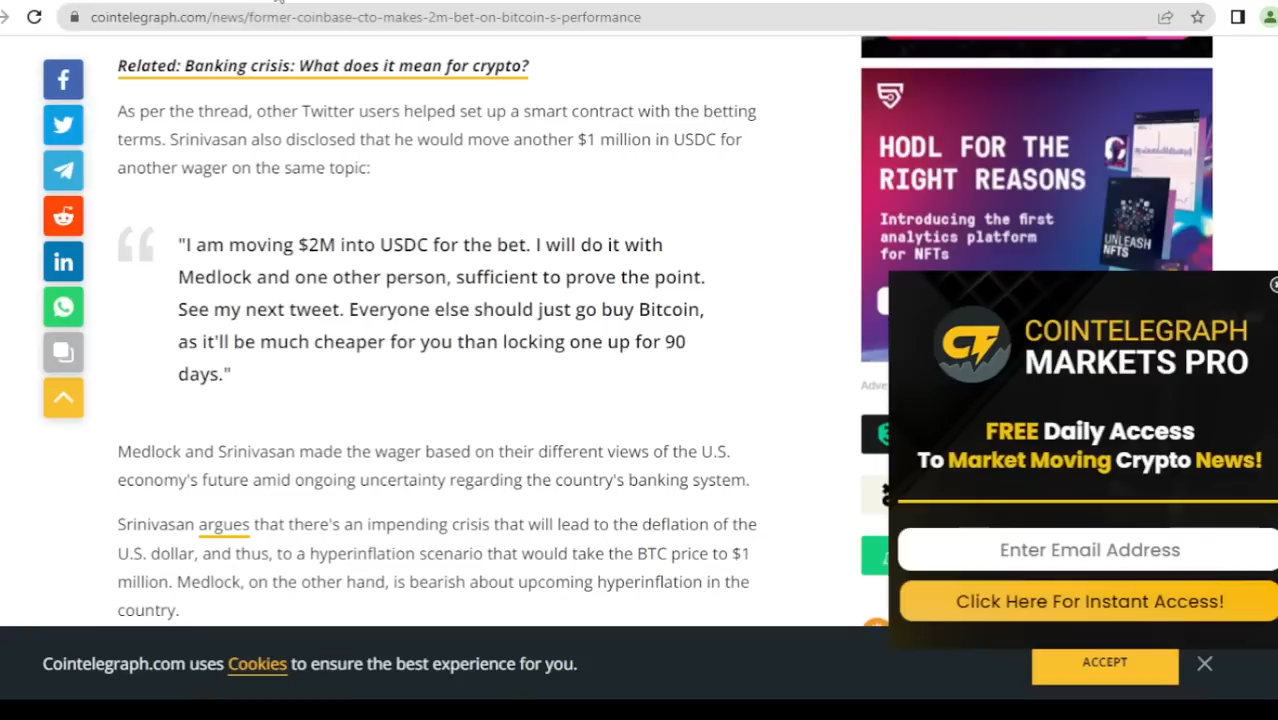 cointelegraph.com/news/former-coinbase-cto-makes-2m-bet-on-bitcoin-s-performance
Related: Banking crisis: What does it mean for crypto?
As per the thread, other Twitter users helped set up a smart contract with the betting
terms. Srinivasan also disclosed that he would move another $1 million in USDC for
another wager on the same topic:
"I am moving $2M into USDC for the bet. I will do it with
Medlock and one other person, sufficient to prove the point.
See my next tweet. Everyone else should just go buy Bitcoin,
as it'll be much cheaper for you than locking one up for 90
days."
Medlock and Srinivasan made the wager based on their different views of the U.S.
economy's future amid ongoing uncertainty regarding the country's banking system.
Srinivasan argues that there's an impending crisis that will lead to the deflation of the
U.S. dollar, and thus, to a hyperinflation scenario that would take the BTC price to $1
million. Medlock, on the other hand, is bearish about upcoming hyperinflation in the
country.
HODL FOR THE
RIGHT REASONS
Introducing the first
analytics platform
for NFTs
UNLEASH
NFTS
Adve
COINTELEGRAPH
MARKETS PRO
FREE Daily Access
To Market Moving Crypto News!
Enter Email Address
Click Here For Instant Access!
Cointelegraph.com uses Cookies to ensure the best experience for you.
ACCEPT